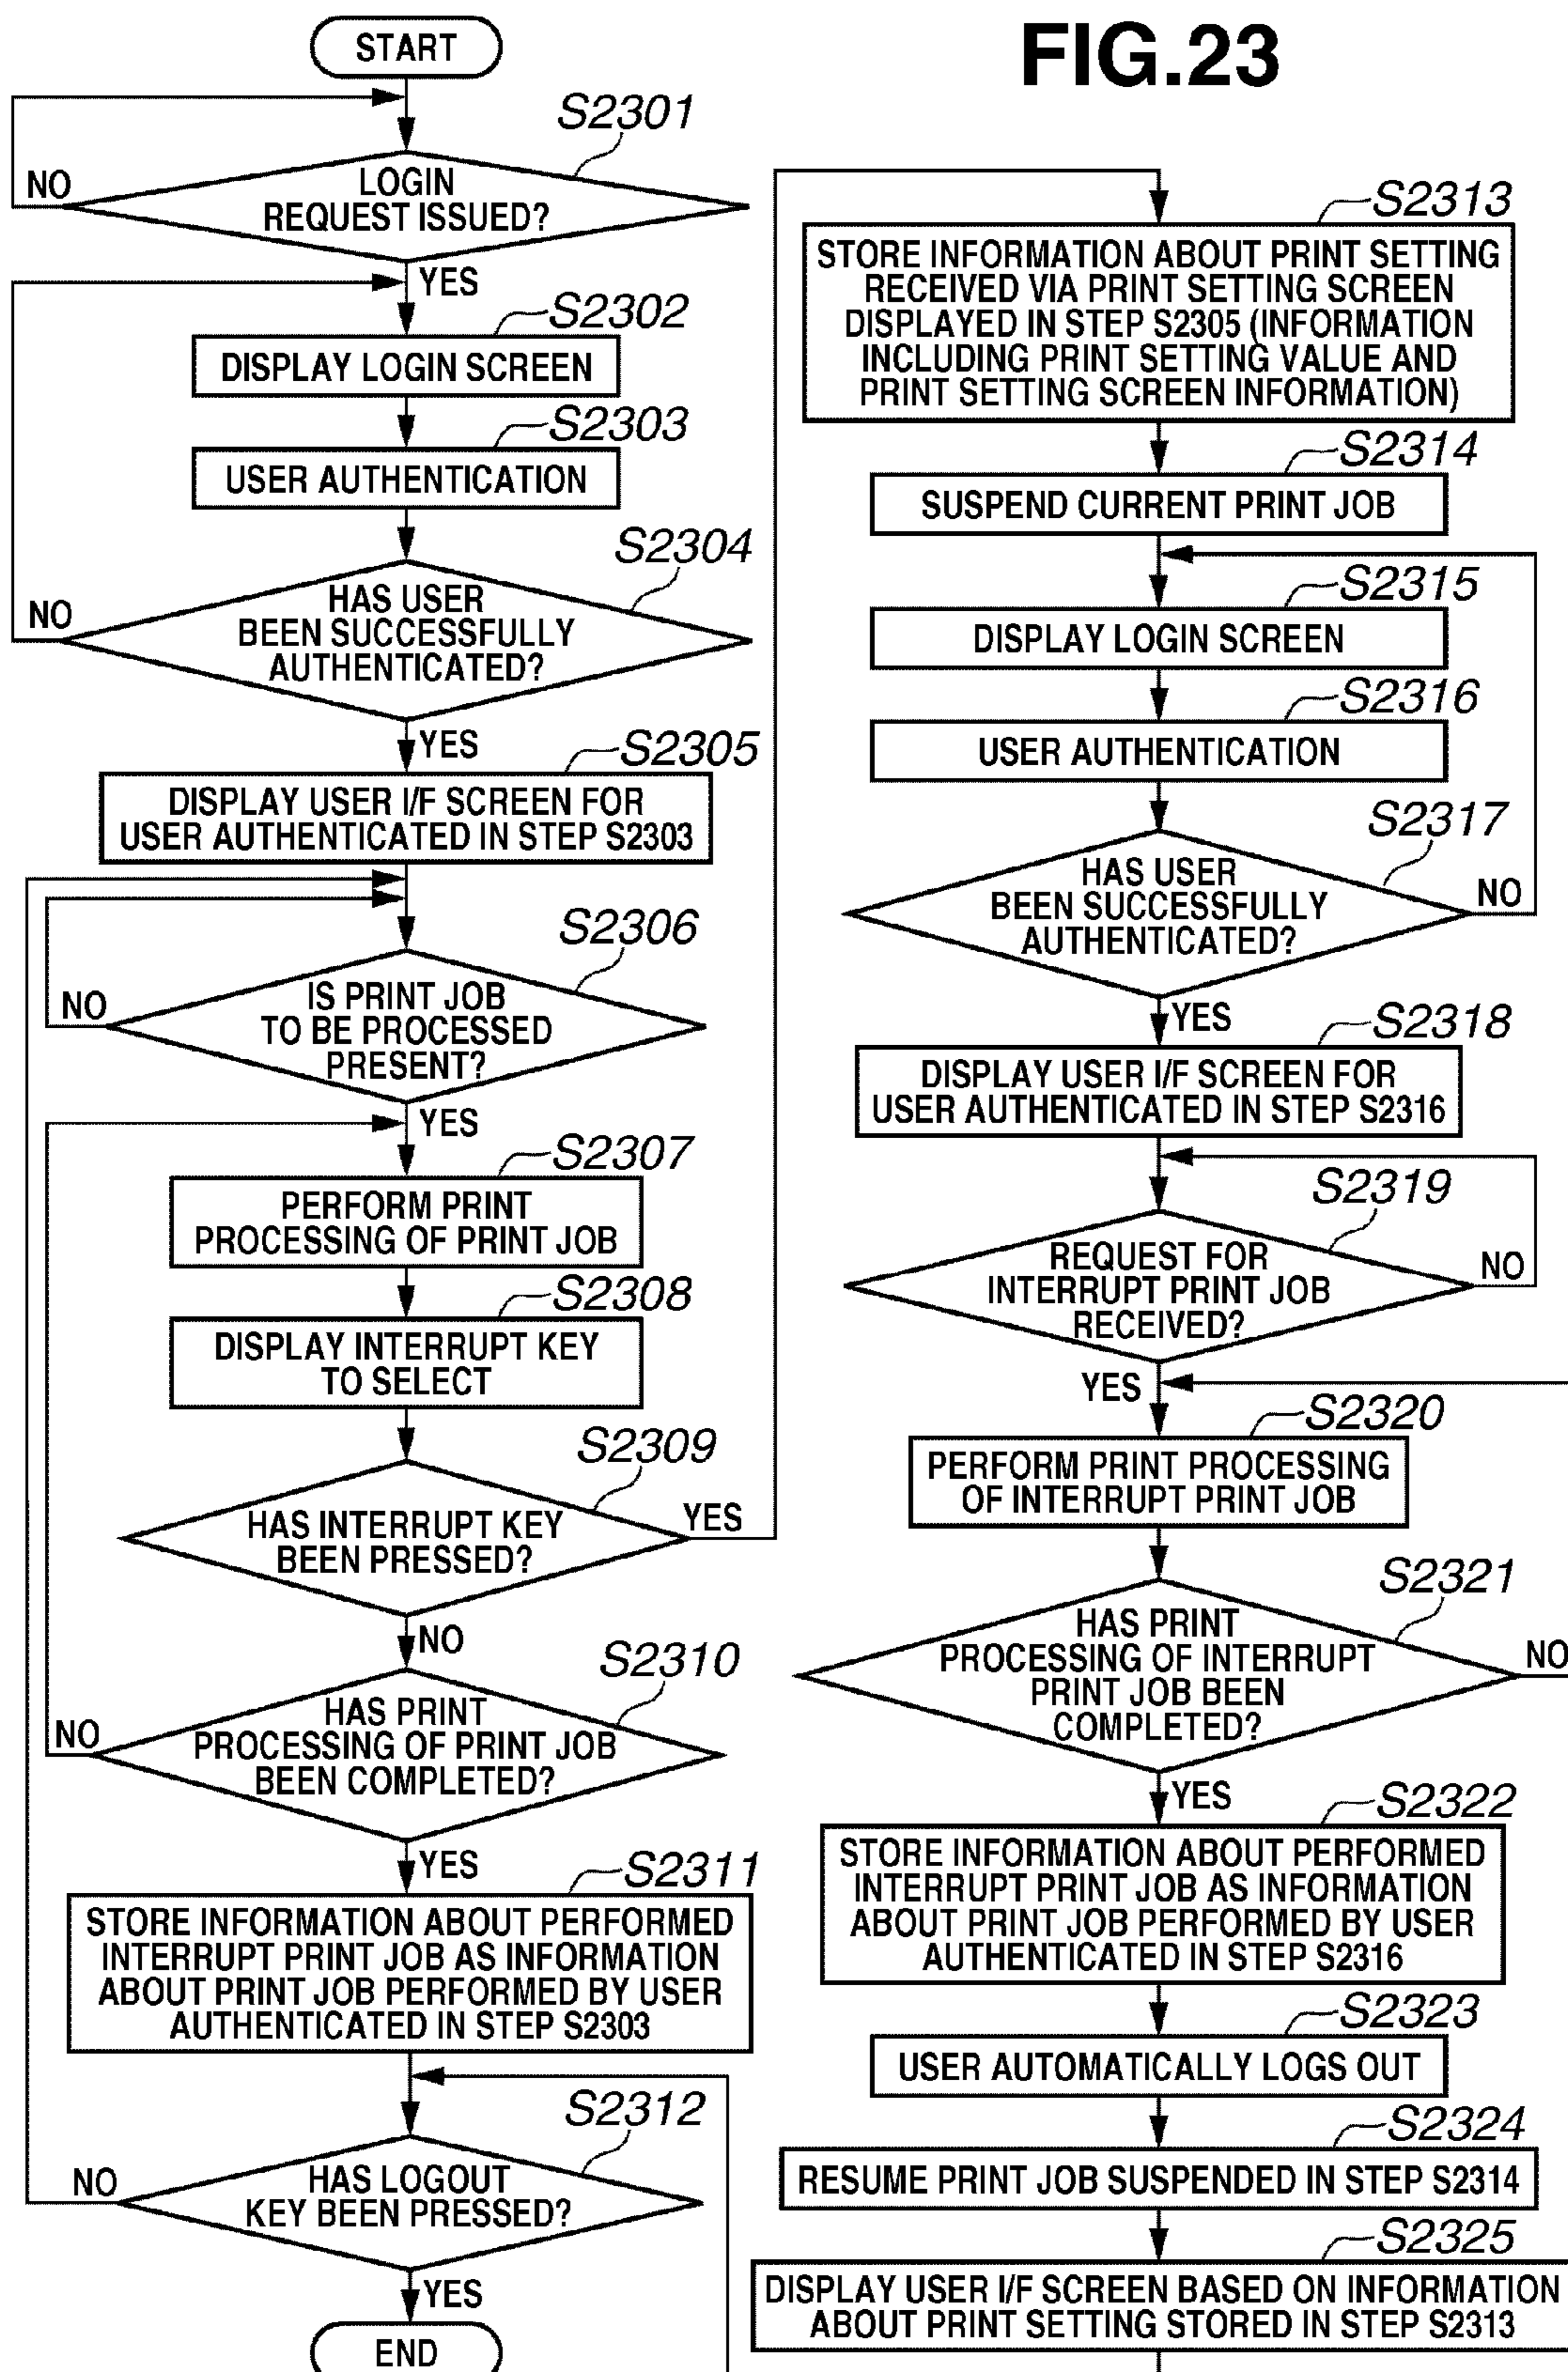 FIG.23
START
S2301
LOGIN
REQUEST ISSUED?
NO
YES
S2302
DISPLAY LOGIN SCREEN
S2303
USER AUTHENTICATION
S2304
HAS USER
BEEN SUCCESSFULLY
AUTHENTICATED?
NO
YES
S2305
DISPLAY USER I/F SCREEN FOR
USER AUTHENTICATED IN STEP S2303
S2306
IS PRINT JOB
TO BE PROCESSED
PRESENT?
NO
YES
S2307
PERFORM PRINT
PROCESSING OF PRINT JOB
S2308
DISPLAY INTERRUPT KEY
TO SELECT
S2309
HAS INTERRUPT KEY
BEEN PRESSED?
YES
NO
S2310
HAS PRINT
PROCESSING OF PRINT JOB
BEEN COMPLETED?
NO
YES
S2311
STORE INFORMATION ABOUT PERFORMED
INTERRUPT PRINT JOB AS INFORMATION
ABOUT PRINT JOB PERFORMED BY USER
AUTHENTICATED IN STEP S2303
S2312
HAS LOGOUT
KEY BEEN PRESSED?
NO
YES
END
S2313
STORE INFORMATION ABOUT PRINT SETTING
RECEIVED VIA PRINT SETTING SCREEN
DISPLAYED IN STEP S2305 (INFORMATION
INCLUDING PRINT SETTING VALUE AND
PRINT SETTING SCREEN INFORMATION)
S2314
SUSPEND CURRENT PRINT JOB
S2315
DISPLAY LOGIN SCREEN
S2316
USER AUTHENTICATION
S2317
HAS USER
BEEN SUCCESSFULLY
AUTHENTICATED?
NO
YES
S2318
DISPLAY USER I/F SCREEN FOR
USER AUTHENTICATED IN STEP S2316
S2319
REQUEST FOR
INTERRUPT PRINT JOB
RECEIVED?
NO
YES
S2320
PERFORM PRINT PROCESSING
OF INTERRUPT PRINT JOB
S2321
HAS PRINT
PROCESSING OF INTERRUPT
PRINT JOB BEEN
COMPLETED?
NO
YES
S2322
STORE INFORMATION ABOUT PERFORMED
INTERRUPT PRINT JOB AS INFORMATION
ABOUT PRINT JOB PERFORMED BY USER
AUTHENTICATED IN STEP S2316
S2323
USER AUTOMATICALLY LOGS OUT
S2324
RESUME PRINT JOB SUSPENDED IN STEP S2314
S2325
DISPLAY USER I/F SCREEN BASED ON INFORMATION
ABOUT PRINT SETTING STORED IN STEP S2313